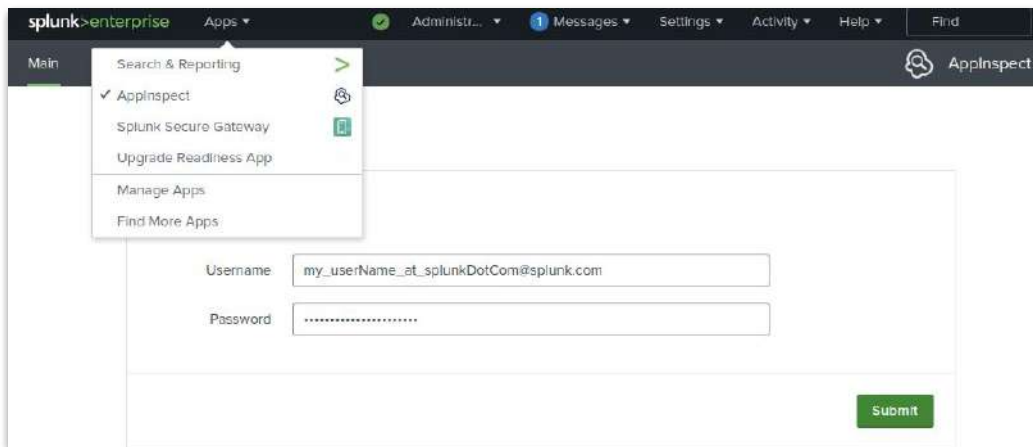 splunk>enterprise Apps ▾ Administr... ▾ 1 Messages ▾ Settings ▾ Activity ▾ Help ▾ Find
Main AppInspect
Search & Reporting
✓ AppInspect
Splunk Secure Gateway
Upgrade Readiness App
Manage Apps
Find More Apps
Username my_userName_at_splunkDotCom@splunk.com
Password ••••••••••••••••••••••
Submit